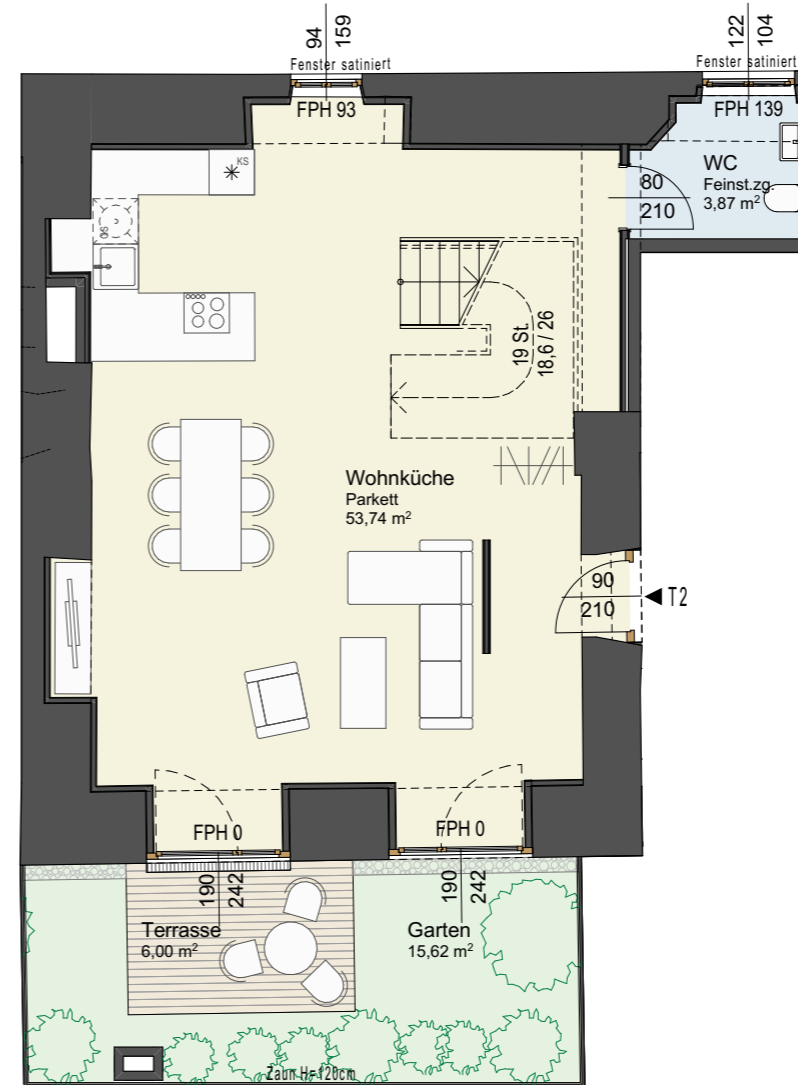 94
159
Fenster satiniert
FPH 93
122
104
Fenster satiniert
FPH 139
WC
Feinst.zg.
3,87 m²
80
210
KS
GS
19 St.
18,6 / 26
Wohnküche
Parkett
53,74 m²
90
210
T2
FPH 0
FPH 0
190
242
190
242
Terrasse
6,00 m²
Garten
15,62 m²
Zaun H=120cm